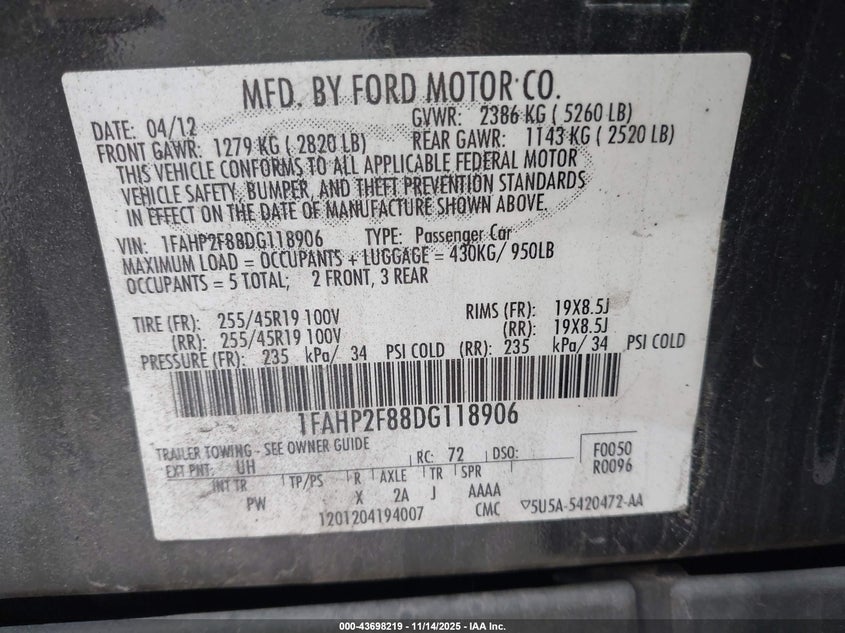 MFD. BY FORD MOTOR CO.
DATE: 04/12 GVWR: 2386 KG ( 5260 LB)
FRONT GAWR: 1279 KG ( 2820 LB) REAR GAWR: 1143 KG ( 2520 LB)
THIS VEHICLE CONFORMS TO ALL APPLICABLE FEDERAL MOTOR
VEHICLE SAFETY, BUMPER, AND THEFT PREVENTION STANDARDS
IN EFFECT ON THE DATE OF MANUFACTURE SHOWN ABOVE.
VIN: 1FAHP2F88DG118906 TYPE: Passenger Car
MAXIMUM LOAD = OCCUPANTS + LUGGAGE = 430KG/ 950LB
OCCUPANTS = 5 TOTAL; 2 FRONT, 3 REAR
TIRE (FR): 255/45R19 100V RIMS (FR): 19X8.5J
(RR): 255/45R19 100V (RR): 19X8.5J
PRESSURE (FR): 235 kPa/ 34 PSI COLD (RR): 235 kPa/ 34 PSI COLD
1FAHP2F88DG118906
TRAILER TOWING - SEE OWNER GUIDE RC: 72 DSO: F0050
EXT PNT: UH R0096
INT TR TP/PS R AXLE TR SPR
PW X 2A J AAAA
1201204194007 CMC ▽5U5A-5420472-AA
000-43698219 - 11/14/2025 - IAA Inc.